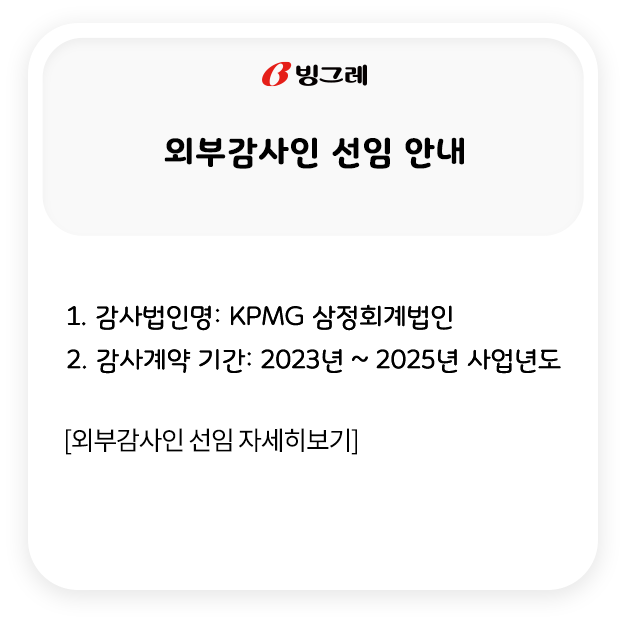 빙그레
외부감사인 선임 안내
1. 감사법인명: KPMG 삼정회계법인
2. 감사계약 기간: 2023년 ~ 2025년 사업년도
[외부감사인 선임 자세히보기]